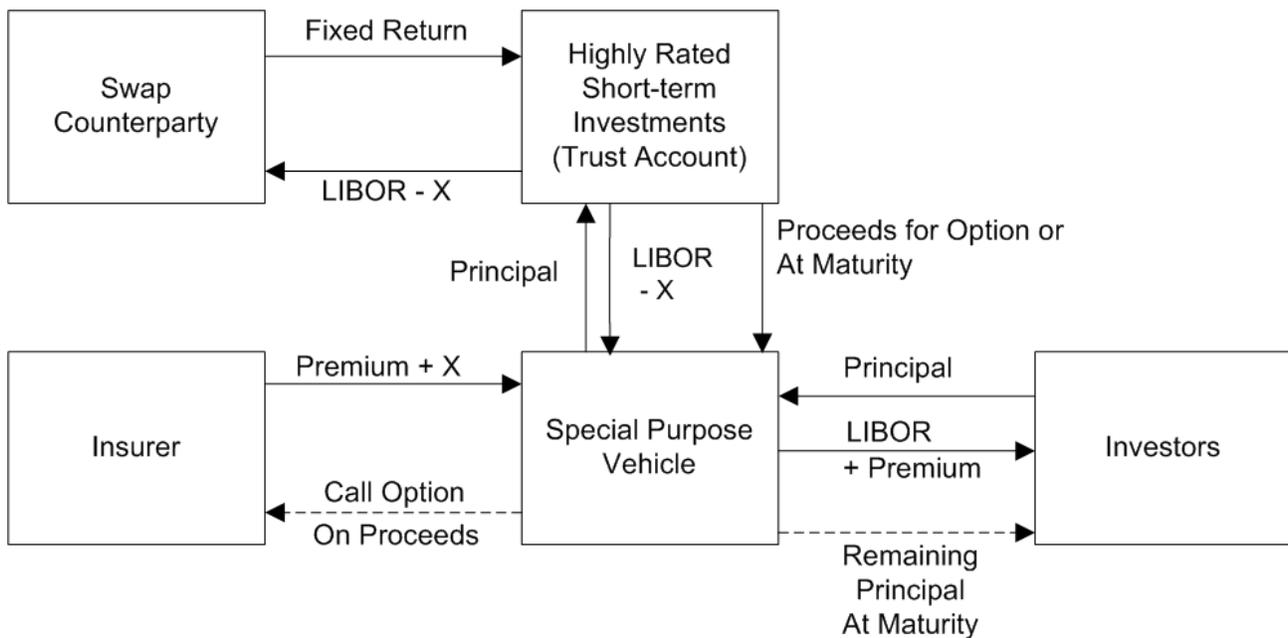 Fixed Return
Swap
Counterparty
Highly Rated
Short-term
Investments
(Trust Account)
LIBOR - X
Principal
LIBOR
- X
Proceeds for Option or
At Maturity
Premium + X
Insurer
Call Option
On Proceeds
Special Purpose
Vehicle
Principal
LIBOR
+ Premium
Investors
Remaining
Principal
At Maturity